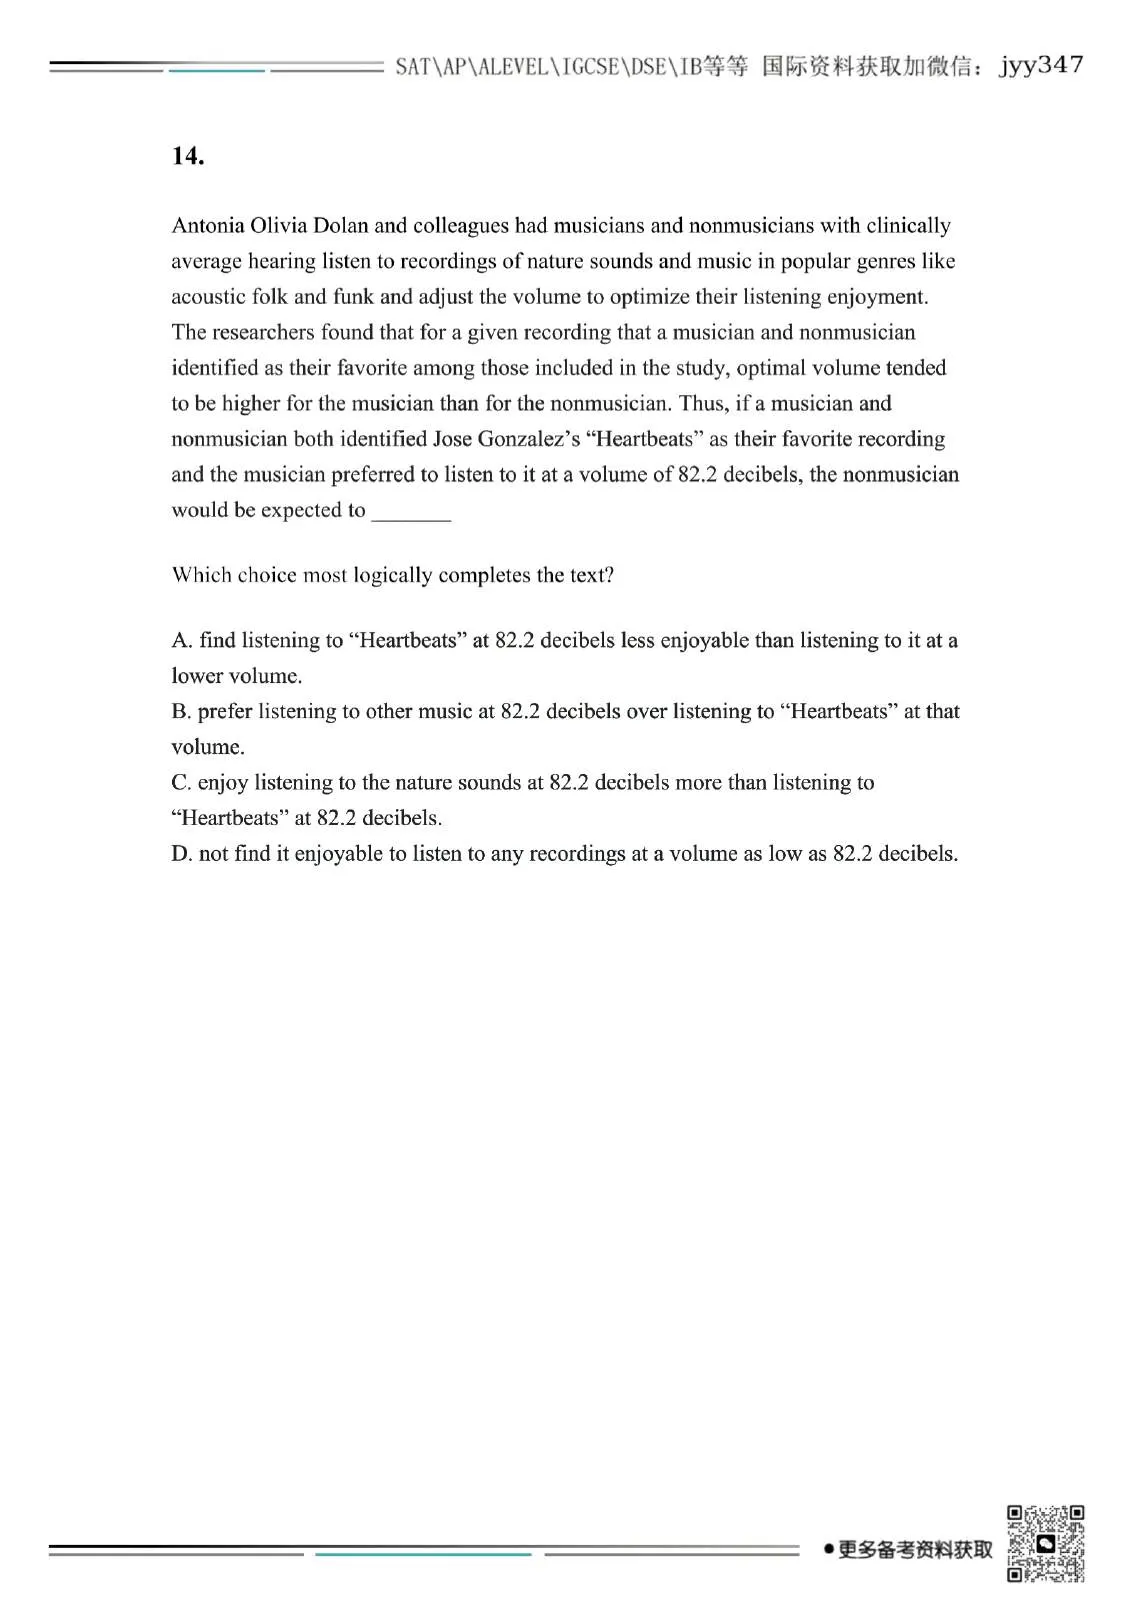 SAT\AP\ALEVEL\IGCSE\DSE\IB等等 国际资料获取加微信: jyy347
14.
Antonia Olivia Dolan and colleagues had musicians and nonmusicians with clinically
average hearing listen to recordings of nature sounds and music in popular genres like
acoustic folk and funk and adjust the volume to optimize their listening enjoyment.
The researchers found that for a given recording that a musician and nonmusician
identified as their favorite among those included in the study, optimal volume tended
to be higher for the musician than for the nonmusician. Thus, if a musician and
nonmusician both identified Jose Gonzalez’s “Heartbeats” as their favorite recording
and the musician preferred to listen to it at a volume of 82.2 decibels, the nonmusician
would be expected to _______
Which choice most logically completes the text?
A. find listening to “Heartbeats” at 82.2 decibels less enjoyable than listening to it at a
lower volume.
B. prefer listening to other music at 82.2 decibels over listening to “Heartbeats” at that
volume.
C. enjoy listening to the nature sounds at 82.2 decibels more than listening to
“Heartbeats” at 82.2 decibels.
D. not find it enjoyable to listen to any recordings at a volume as low as 82.2 decibels.
●更多备考资料获取